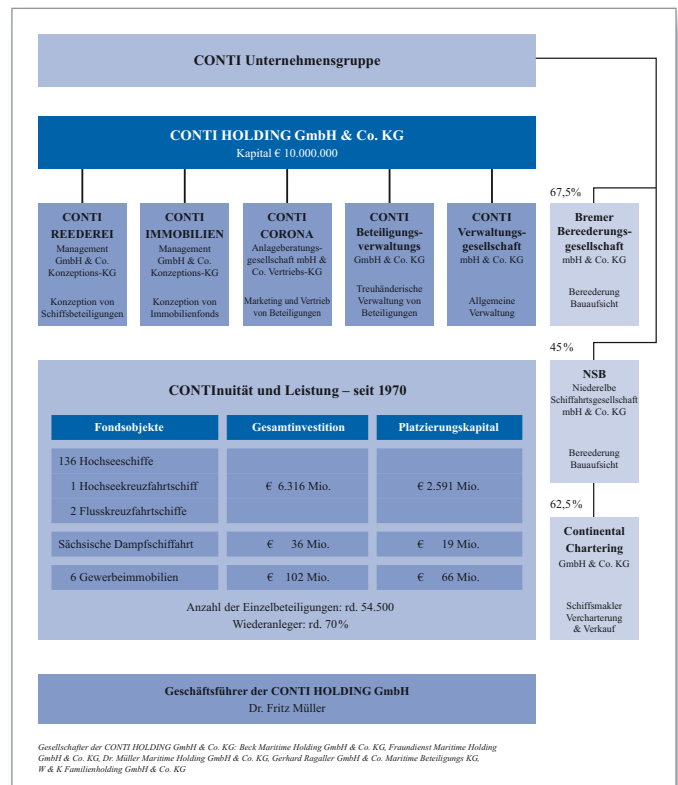 CONTI Unternehmensgruppe
CONTI HOLDING GmbH & Co. KG
Kapital € 10.000.000
CONTI
REEDEREI
Management
GmbH & Co.
Konzeptions-KG
Konzeption von
Schiffsbeteiligungen
CONTI
IMMOBILIEN
Management
GmbH & Co.
Konzeptions-KG
Konzeption von
Immobilienfonds
CONTI
CORONA
Anlageberatungs-
gesellschaft mbH &
Co. Vertriebs-KG
Marketing und Vertrieb
von Beteiligungen
CONTI
Beteiligungs-
verwaltungs
GmbH & Co. KG
Treuhänderische
Verwaltung von
Beteiligungen
CONTI
Verwaltungs-
gesellschaft
mbH & Co. KG
Allgemeine
Verwaltung
67,5%
Bremer
Bereederungs-
gesellschaft
mbH & Co. KG
Bereederung
Bauaufsicht
45%
NSB
Niederelbe
Schiffahrtsgesellschaft
mbH & Co. KG
Bereederung
Bauaufsicht
62,5%
Continental
Chartering
GmbH & Co. KG
Schiffsmakler
Vercharterung
& Verkauf
CONTInuität und Leistung – seit 1970
Fondsobjekte Gesamtinvestition Platzierungskapital
136 Hochseeschiffe
1 Hochseekreuzfahrtschiff € 6.316 Mio. € 2.591 Mio.
2 Flusskreuzfahrtschiffe
Sächsische Dampfschiffahrt € 36 Mio. € 19 Mio.
6 Gewerbeimmobilien € 102 Mio. € 66 Mio.
Anzahl der Einzelbeteiligungen: rd. 54.500
Wiederanleger: rd. 70%
Geschäftsführer der CONTI HOLDING GmbH
Dr. Fritz Müller
Gesellschafter der CONTI HOLDING GmbH & Co. KG: Beck Maritime Holding GmbH & Co. KG, Fraundienst Maritime Holding
GmbH & Co. KG, Dr. Müller Maritime Holding GmbH & Co. KG, Gerhard Ragaller GmbH & Co. Maritime Beteiligungs KG,
W & K Familienholding GmbH & Co. KG